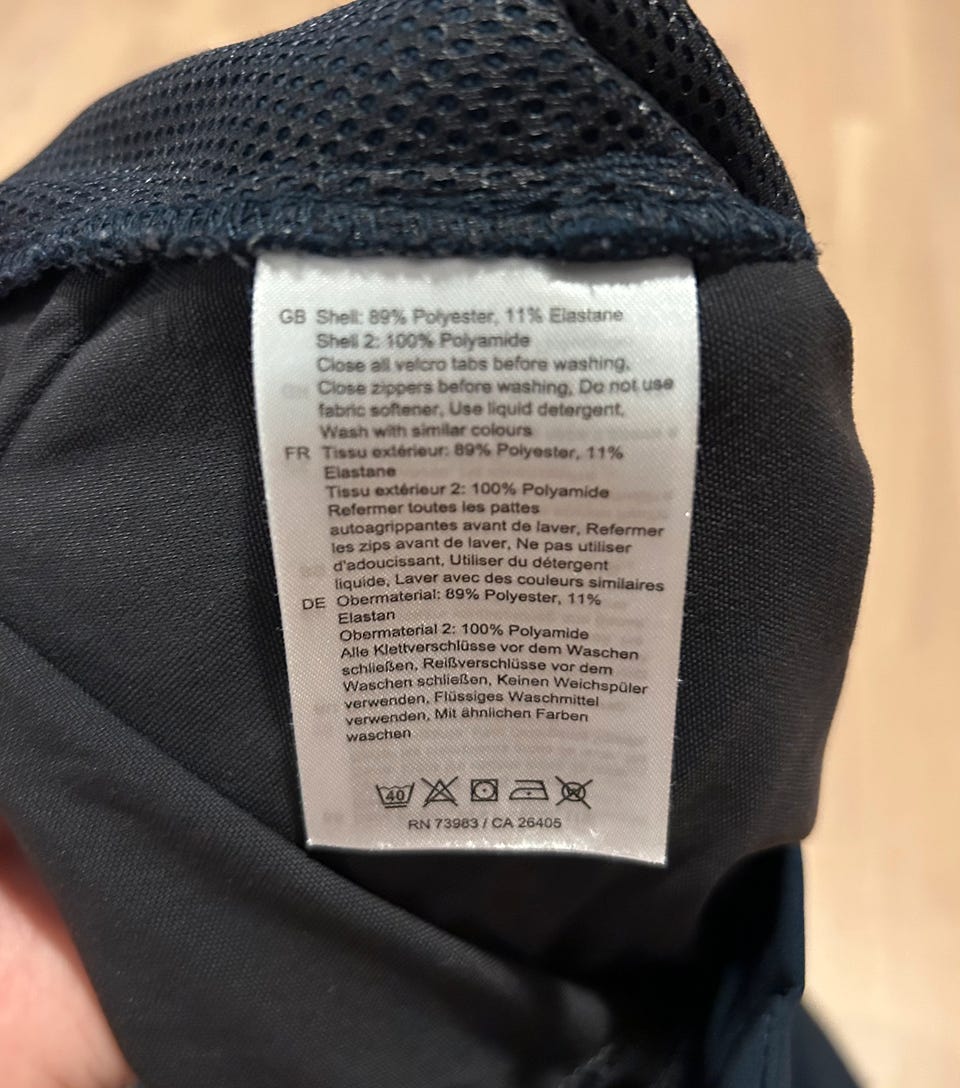 GB Shell: 89% Polyester, 11% Elastane
Shell 2: 100% Polyamide
Close all velcro tabs before washing,
Close zippers before washing, Do not use
fabric softener, Use liquid detergent,
Wash with similar colours
FR Tissu extérieur: 89% Polyester, 11%
Elastane
Tissu extérieur 2: 100% Polyamide
Refermer toutes les pattes
autoagrippantes avant de laver, Refermer
les zips avant de laver, Ne pas utiliser
d'adoucissant, Utiliser du détergent
liquide, Laver avec des couleurs similaires
DE Obermaterial: 89% Polyester, 11%
Elastan
Obermaterial 2: 100% Polyamide
Alle Klettverschlüsse vor dem Waschen
schließen, Reißverschlüsse vor dem
Waschen schließen, Keinen Weichspüler
verwenden, Flüssiges Waschmittel
verwenden, Mit ähnlichen Farben
waschen
40
RN 73983 / CA 26405